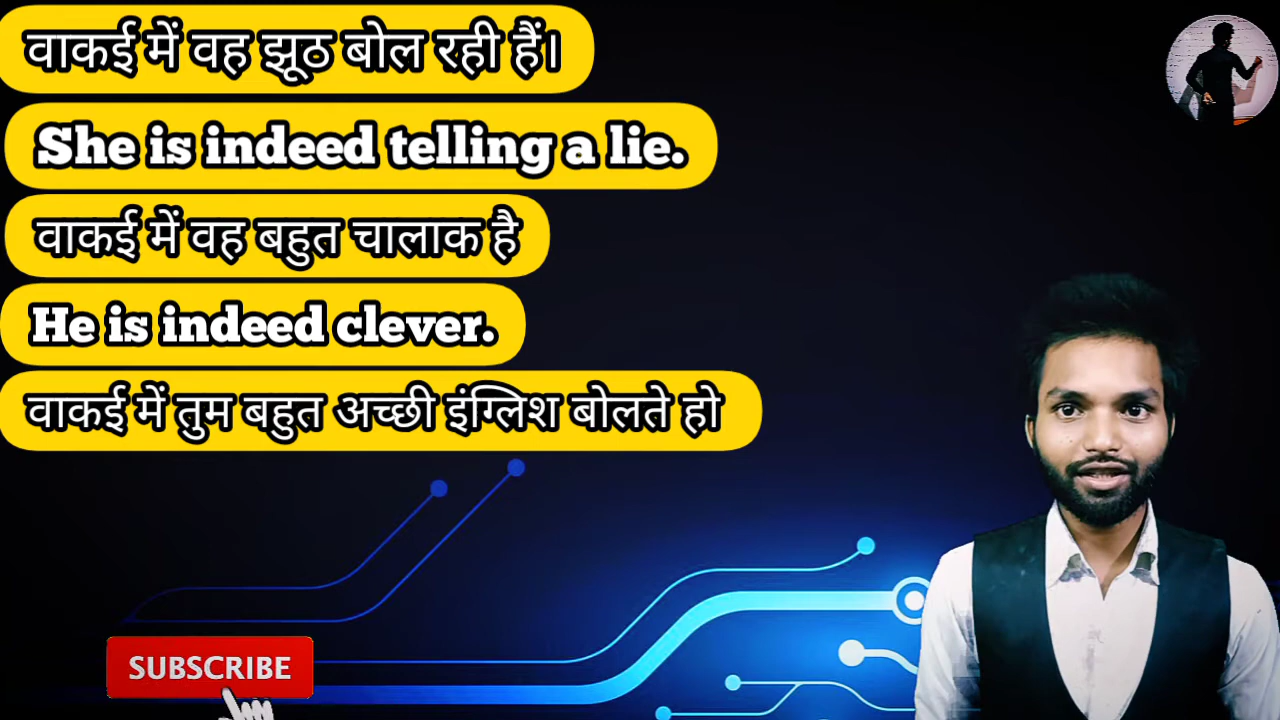 वाकई में वह झूठ बोल रही हैं।
She is indeed telling a lie.
वाकई में वह बहुत चालाक है
He is indeed clever.
वाकई में तुम बहुत अच्छी इंग्लिश बोलते हो
SUBSCRIBE